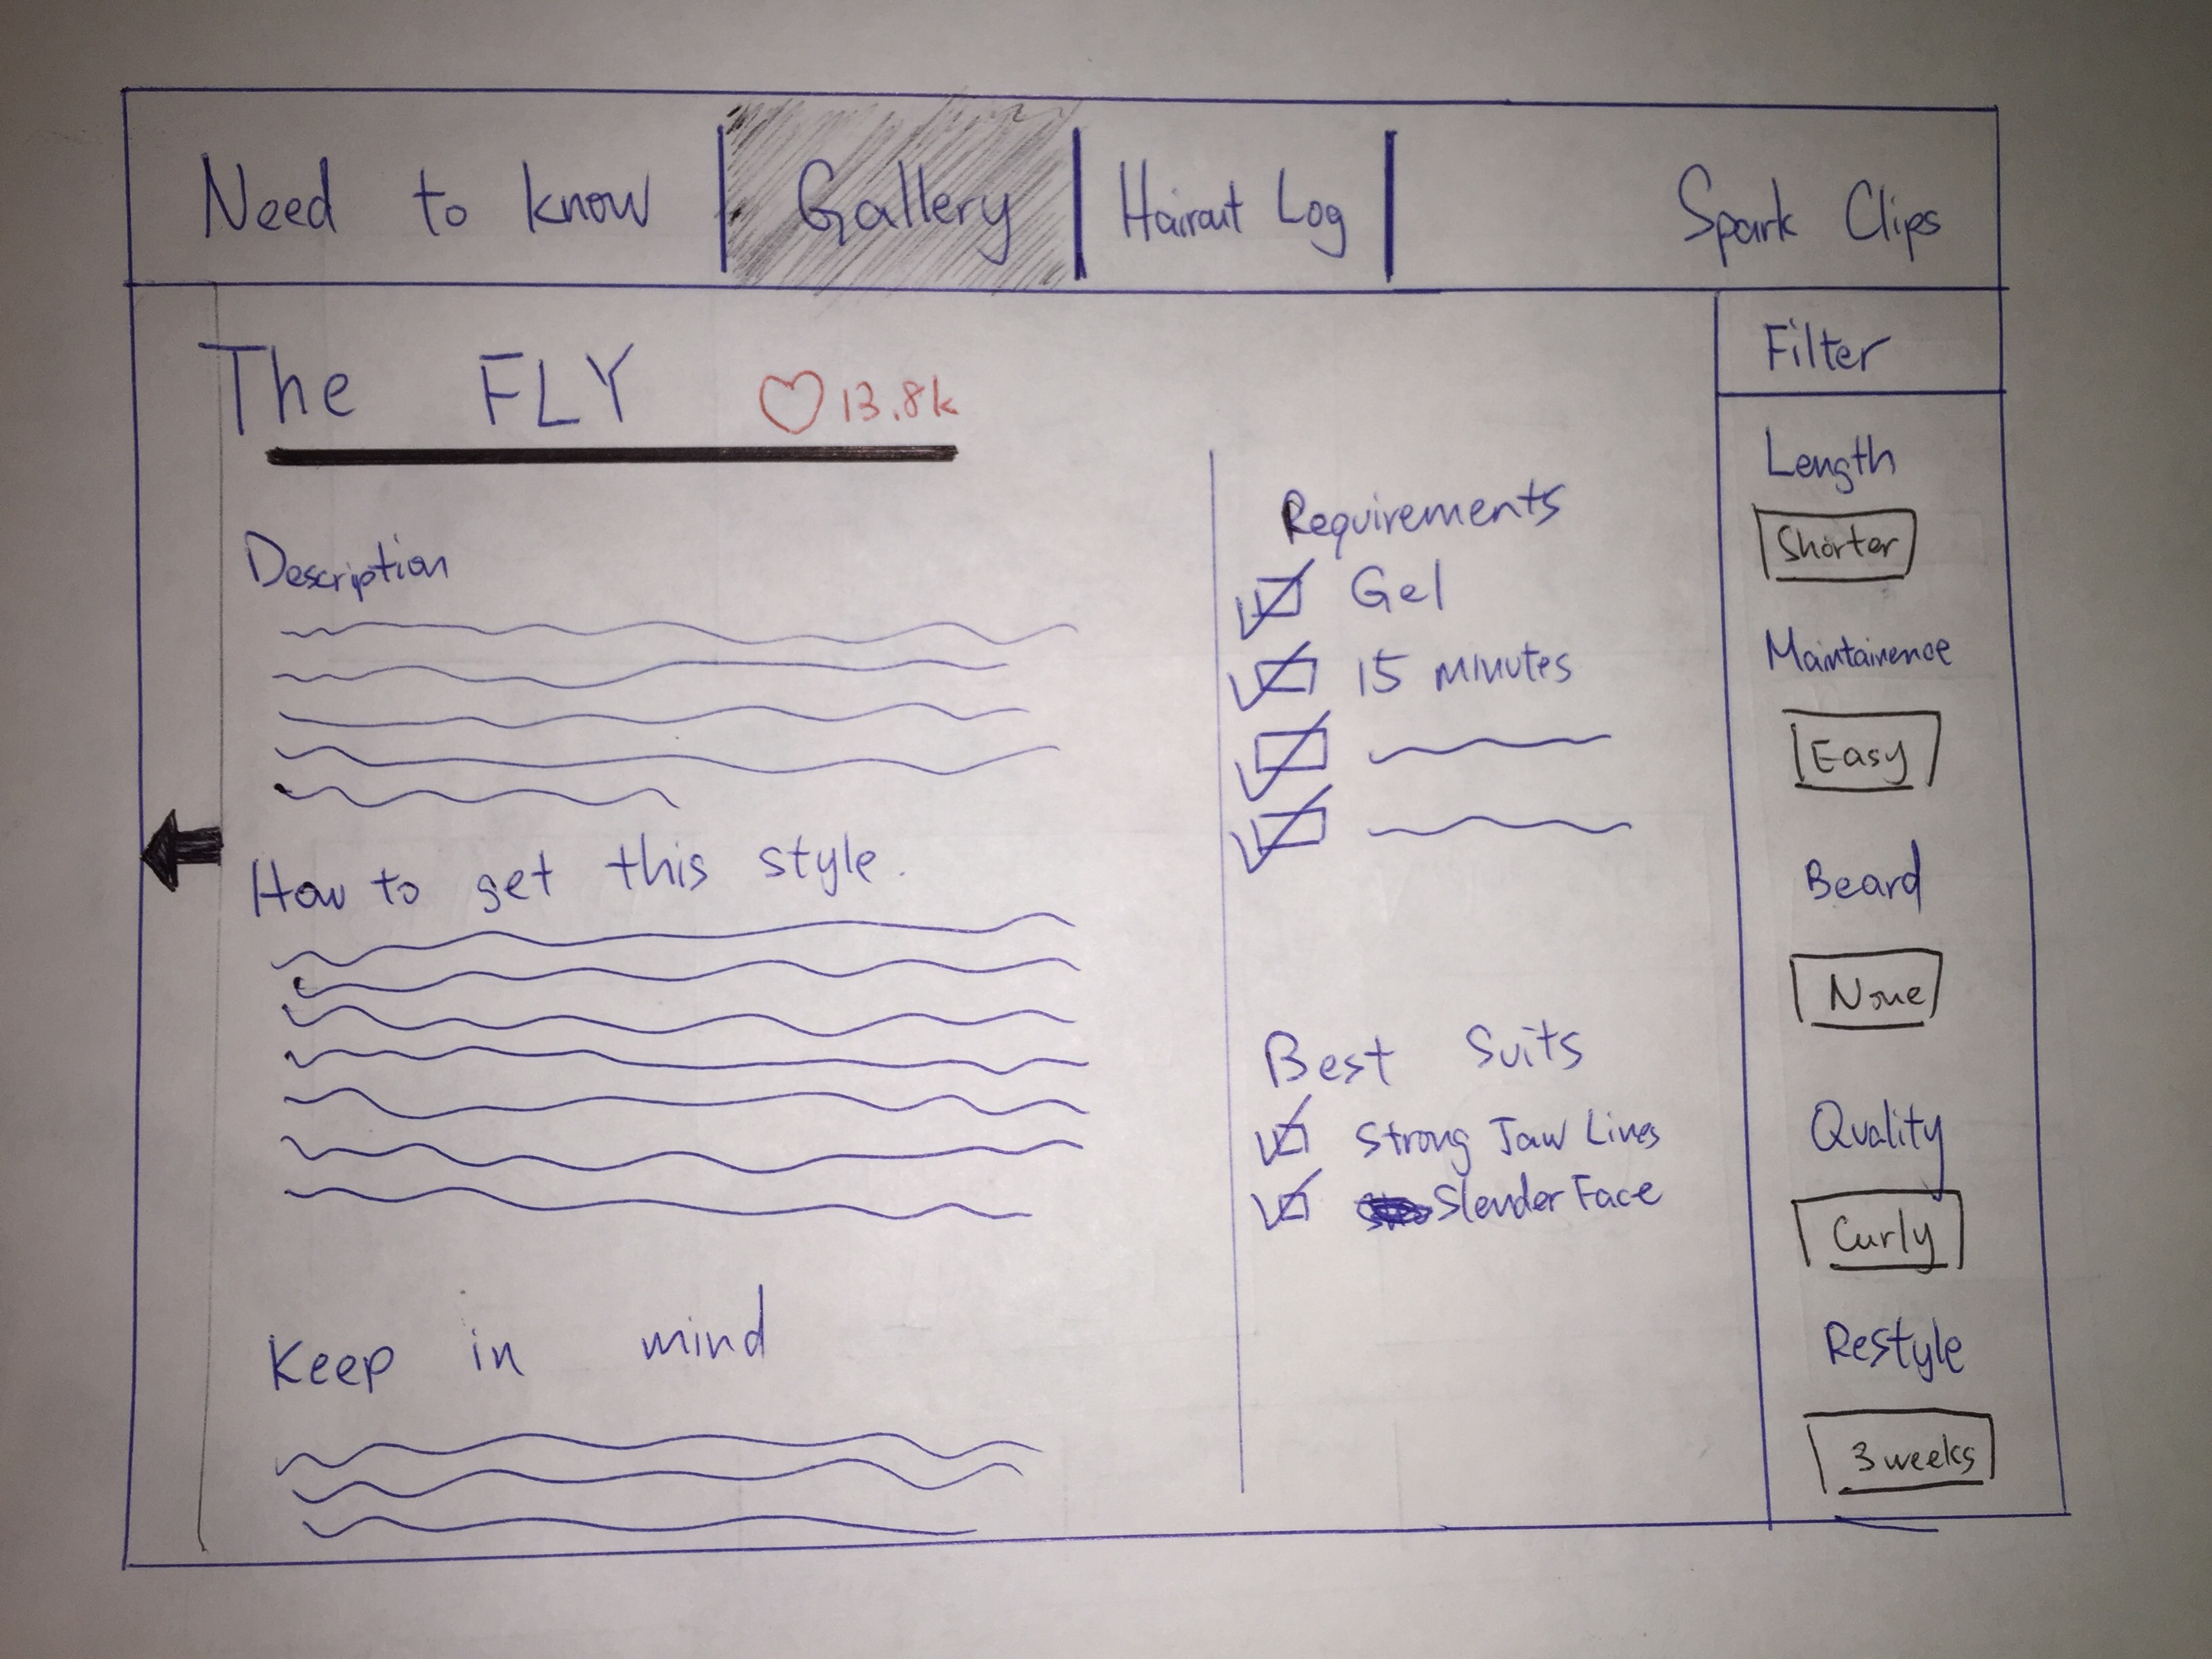 Need to know Gallery Haircut Log Spark Clips
The FLY 13.8k
Description
How to get this style.
Keep in mind
Requirements
Gel
15 minutes
Best Suits
Strong Jaw Lines
Slender Face
Filter
Length
Shorter
Maintainence
Easy
Beard
None
Quality
Curly
Restyle
3 weeks